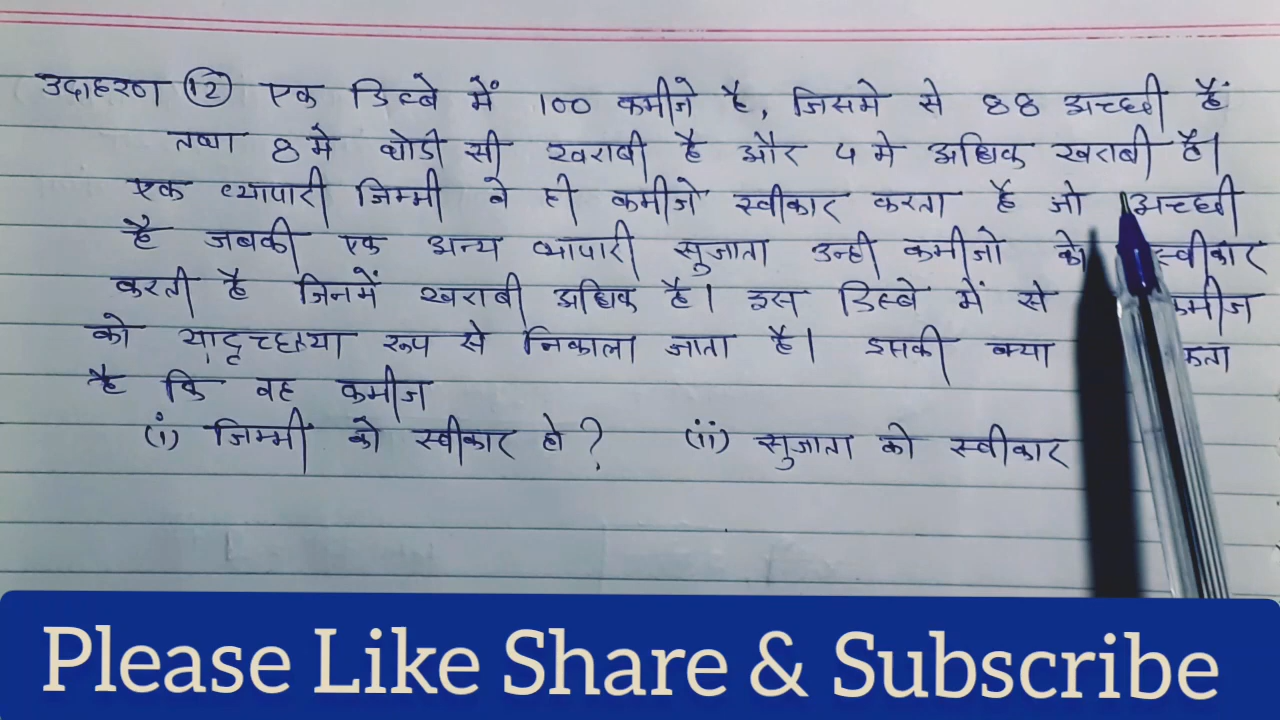 उदाहरण 12 एक डिब्बे में 100 कमीजे है, जिसमे से 88 अच्छी हैं
तथा 8 मे थोडी सी खराबी है और 4 मे अधिक खराबी है।
एक व्यापारी जिम्मी वे ही कमीजे स्वीकार करता है जो अच्छी
है जबकी एक अन्य व्यापारी सुजाता उन्ही कमीजो को स्वीकार
करती है जिनमें खराबी अधिक है। इस डिब्बे में से
को यादृच्छया रूप से निकाला जाता है। इसकी क्या
है कि वह कमीज
(i) जिम्मी को स्वीकार हो? (ii) सुजाता को स्वीकार
Please Like Share & Subscribe